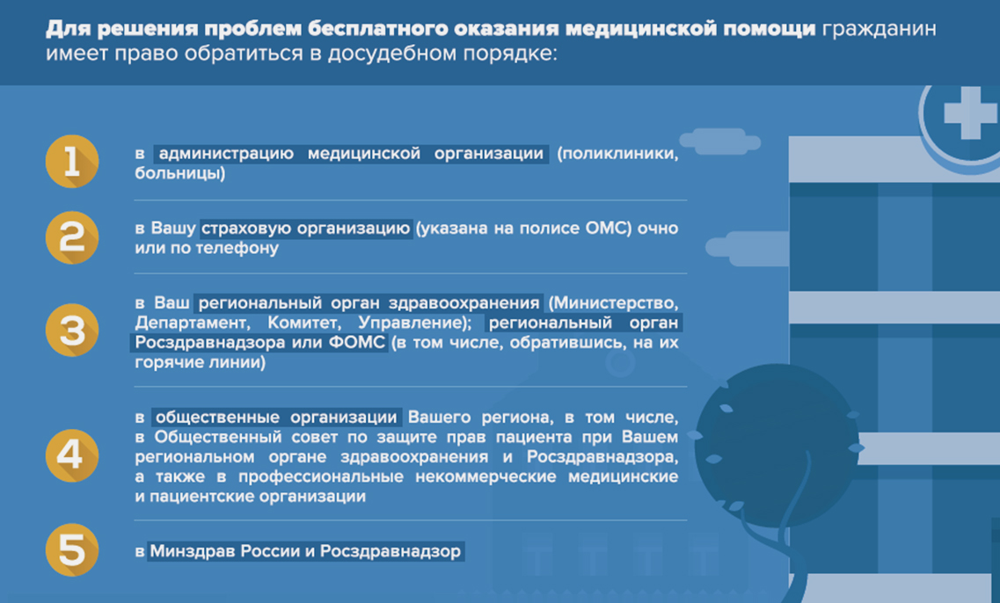 Для решения проблем бесплатного оказания медицинской помощи гражданин
имеет право обратиться в досудебном порядке:
1
в администрацию медицинской организации (поликлиники,
больницы)
2
в Вашу страховую организацию (указана на полисе ОМС) очно
или по телефону
3
в Ваш региональный орган здравоохранения (Министерство,
Департамент, Комитет, Управление); региональный орган
Росздравнадзора или ФОМС (в том числе, обратившись, на их
горячие линии)
4
в общественные организации Вашего региона, в том числе,
в Общественный совет по защите прав пациента при Вашем
региональном органе здравоохранения и Росздравнадзора,
а также в профессиональные некоммерческие медицинские
и пациентские организации
5
в Минздрав России и Росздравнадзор